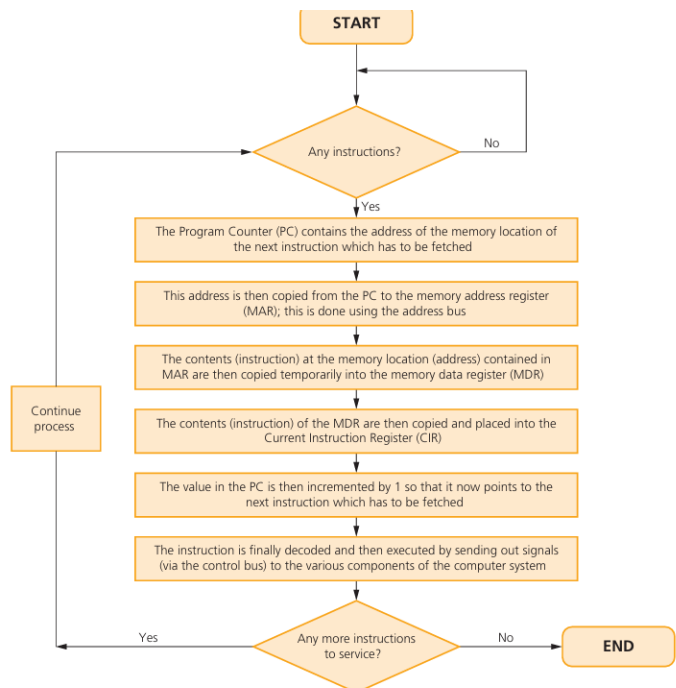 START
Any instructions?
No
Yes
The Program Counter (PC) contains the address of the memory location of
the next instruction which has to be fetched
This address is then copied from the PC to the memory address register
(MAR); this is done using the address bus
The contents (instruction) at the memory location (address) contained in
MAR are then copied temporarily into the memory data register (MDR)
Continue
process
The contents (instruction) of the MDR are then copied and placed into the
Current Instruction Register (CIR)
The value in the PC is then incremented by 1 so that it now points to the
next instruction which has to be fetched
The instruction is finally decoded and then executed by sending out signals
(via the control bus) to the various components of the computer system
Yes
Any more instructions
to service?
No
END